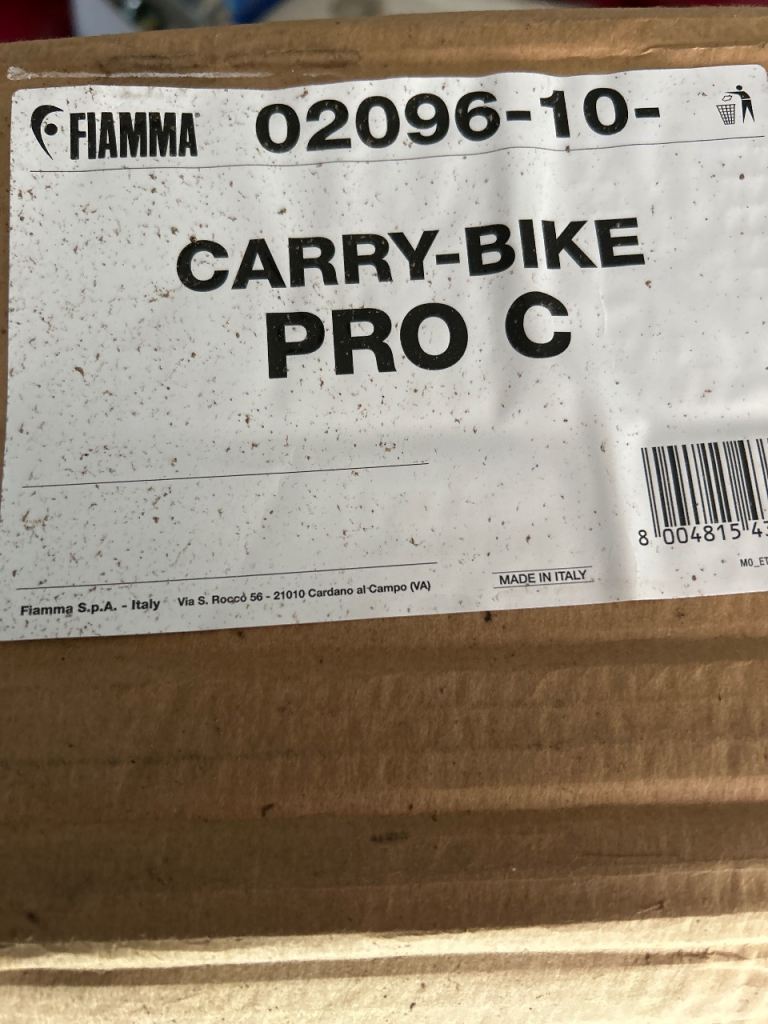 FIAMMA 02096-10-
CARRY-BIKE
PRO C
8 004815 43
M0_ET
MADE IN ITALY
Fiamma S.p.A. - Italy Via S. Rocco 56 - 21010 Cardano al Campo (VA)